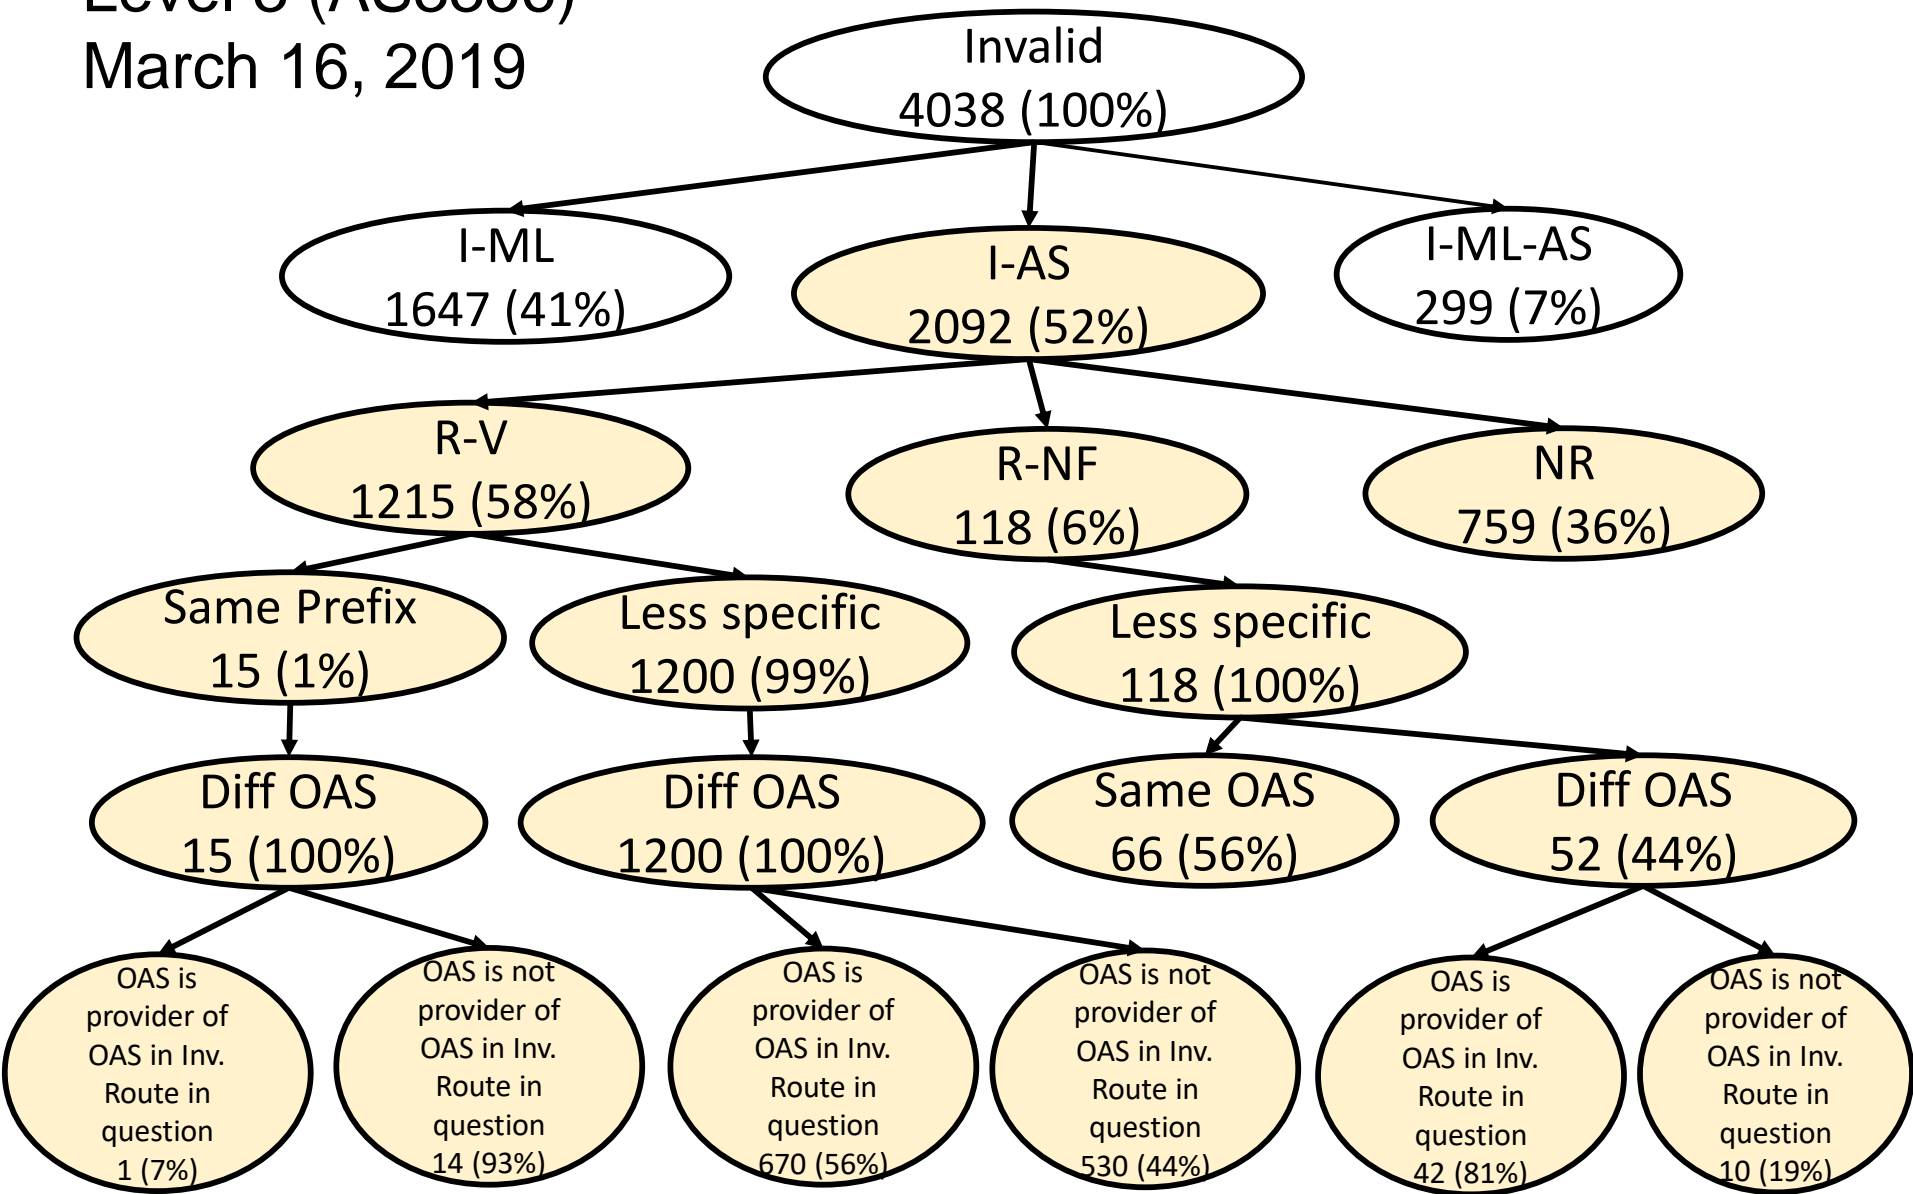 Level
March 16, 2019
Invalid
4038 (100%)
I-ML
1647 (41%)
I-AS
2092 (52%)
I-ML-AS
299 (7%)
R-V
1215 (58%)
R-NF
118 (6%)
NR
759 (36%)
Same Prefix
15 (1%)
Less specific
1200 (99%)
Less specific
118 (100%)
Diff OAS
15 (100%)
Diff OAS
1200 (100%)
Same OAS
66 (56%)
Diff OAS
52 (44%)
OAS is
provider of
OAS in Inv.
Route in
question
1 (7%)
OAS is not
provider of
OAS in Inv.
Route in
question
14 (93%)
OAS is
provider of
OAS in Inv.
Route in
question
670 (56%)
OAS is not
provider of
OAS in Inv.
Route in
question
530 (44%)
OAS is
provider of
OAS in Inv.
Route in
question
42 (81%)
OAS is not
provider of
OAS in Inv.
Route in
question
10 (19%)